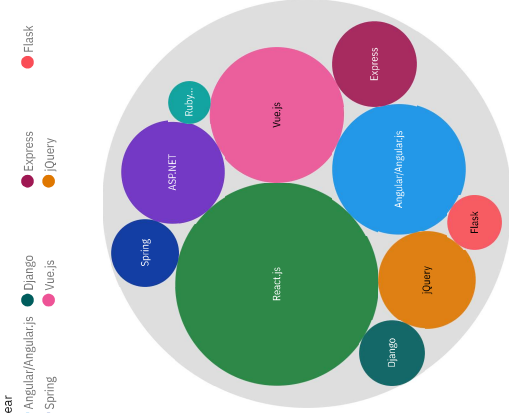 ear
Angular/Angular.js Django Express Flask
Spring Vue.js jQuery
Spring
ASP.NET
Ruby...
React.js
Vue.js
Express
Django
Angular/Angular.js
jQuery
Flask